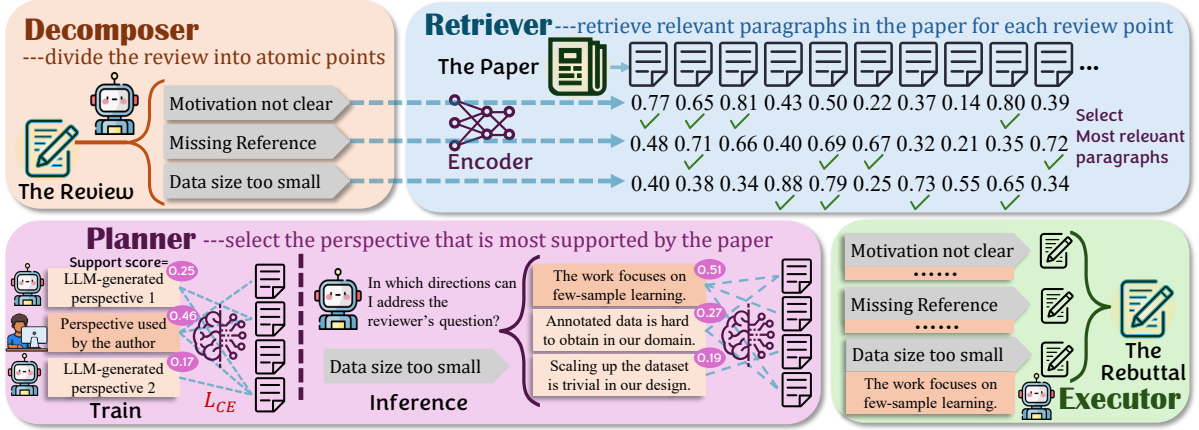 Decomposer
---divide the review into atomic points
Motivation not clear
Missing Reference
Data size too small
The Review
Retriever ---retrieve relevant paragraphs in the paper for each review point
The Paper
...
Encoder
0.77 0.65 0.81 0.43 0.50 0.22 0.37 0.14 0.80 0.39
0.48 0.71 0.66 0.40 0.69 0.67 0.32 0.21 0.35 0.72
0.40 0.38 0.34 0.88 0.79 0.25 0.73 0.55 0.65 0.34
Select
Most relevant
paragraphs
Planner ---select the perspective that is most supported by the paper
Support score=
0.25
LLM-generated
perspective 1
0.46
Perspective used
by the author
0.17
LLM-generated
perspective 2
Train
L_CE
In which directions can
I address the
reviewer's question?
Data size too small
Inference
0.51
The work focuses on
few-sample learning.
0.27
Annotated data is hard
to obtain in our domain.
0.19
Scaling up the dataset
is trivial in our design.
Motivation not clear
......
Missing Reference
......
Data size too small
The work focuses on
few-sample learning.
The
Rebuttal
Executor